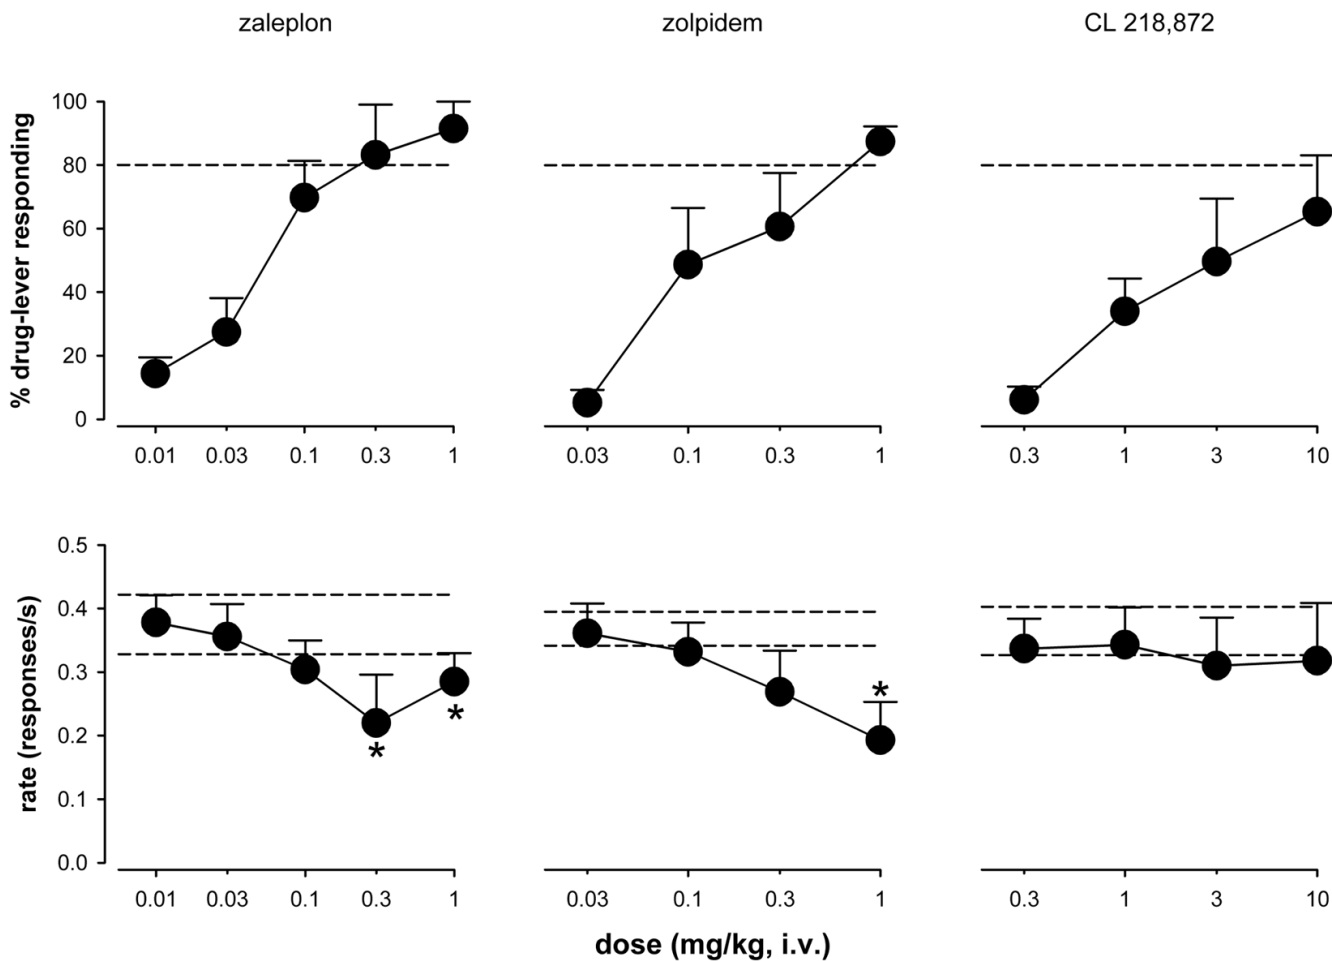 zaleplon zolpidem CL 218,872
% drug-lever responding
100
80
60
40
20
0
0.01 0.03 0.1 0.3 1 0.03 0.1 0.3 1 0.3 1 3 10
rate (responses/s)
0.5
0.4
0.3
0.2
0.1
0.0
* * *
0.01 0.03 0.1 0.3 1 0.03 0.1 0.3 1 0.3 1 3 10
dose (mg/kg, i.v.)